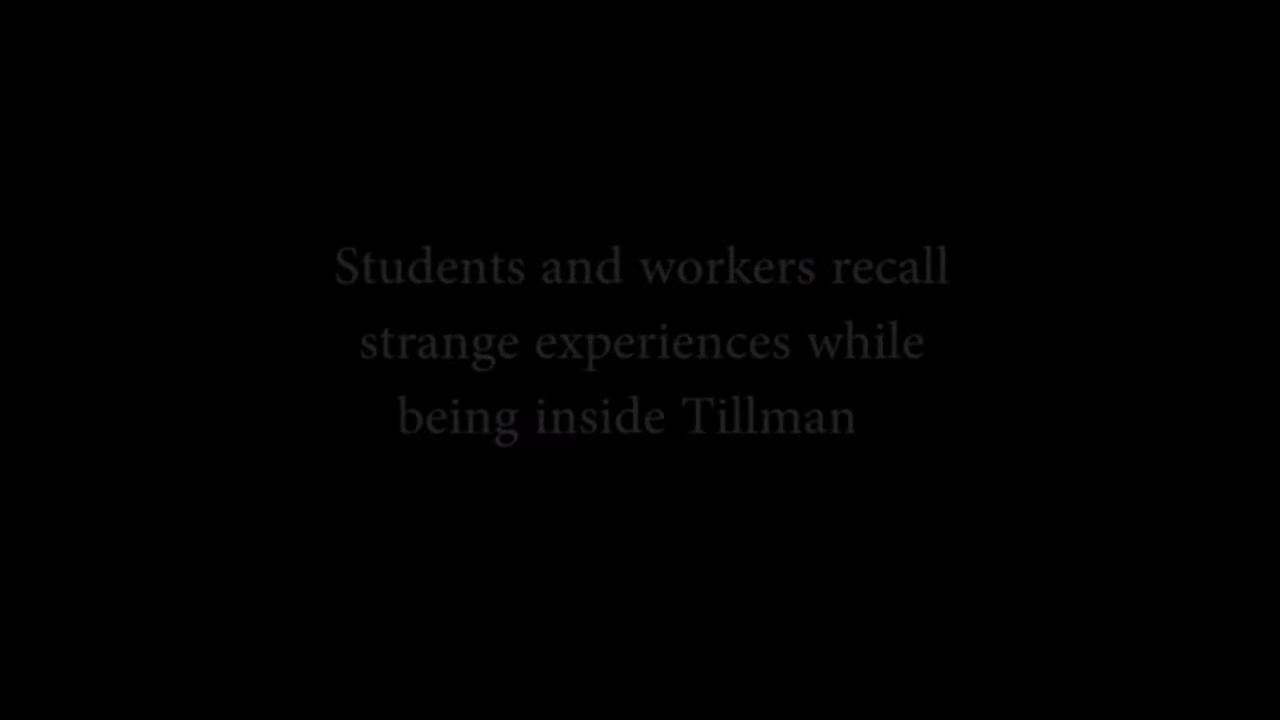 Students and workers recall
strange experiences while
being inside Tillman